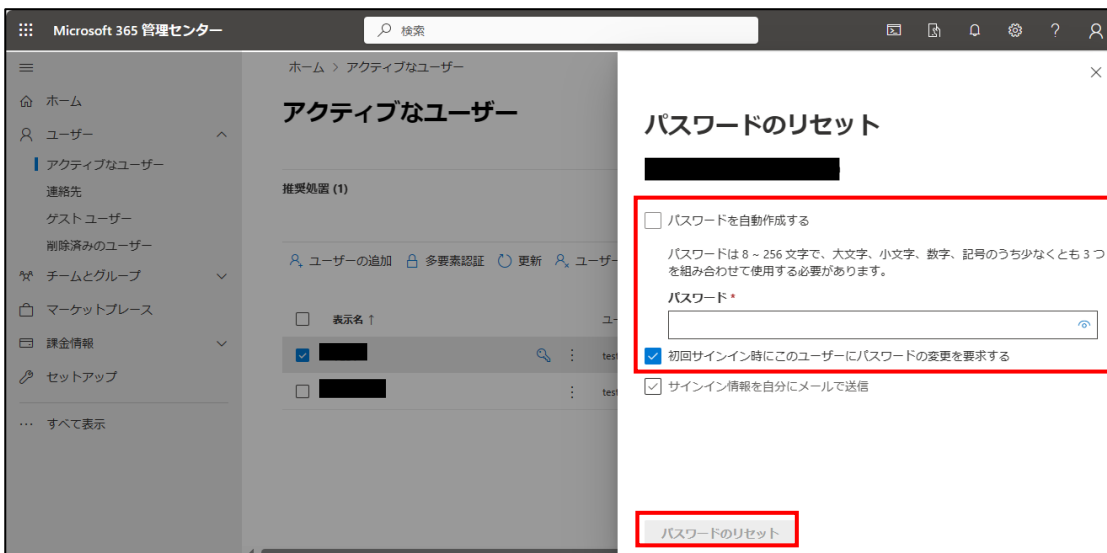 Microsoft 365 管理センター
検索
ホーム
ユーザー
アクティブなユーザー
連絡先
ゲスト ユーザー
削除済みのユーザー
チームとグループ
マーケットプレース
課金情報
セットアップ
すべて表示
ホーム > アクティブなユーザー
アクティブなユーザー
推奨処置 (1)
ユーザーの追加 多要素認証 更新 ユーザー
表示名 ↑ ユー
test
test
パスワードのリセット
パスワードを自動作成する
パスワードは 8 ~ 256 文字で、大文字、小文字、数字、記号のうち少なくとも 3 つ
を組み合わせて使用する必要があります。
パスワード *
初回サインイン時にこのユーザーにパスワードの変更を要求する
サインイン情報を自分にメールで送信
パスワードのリセット